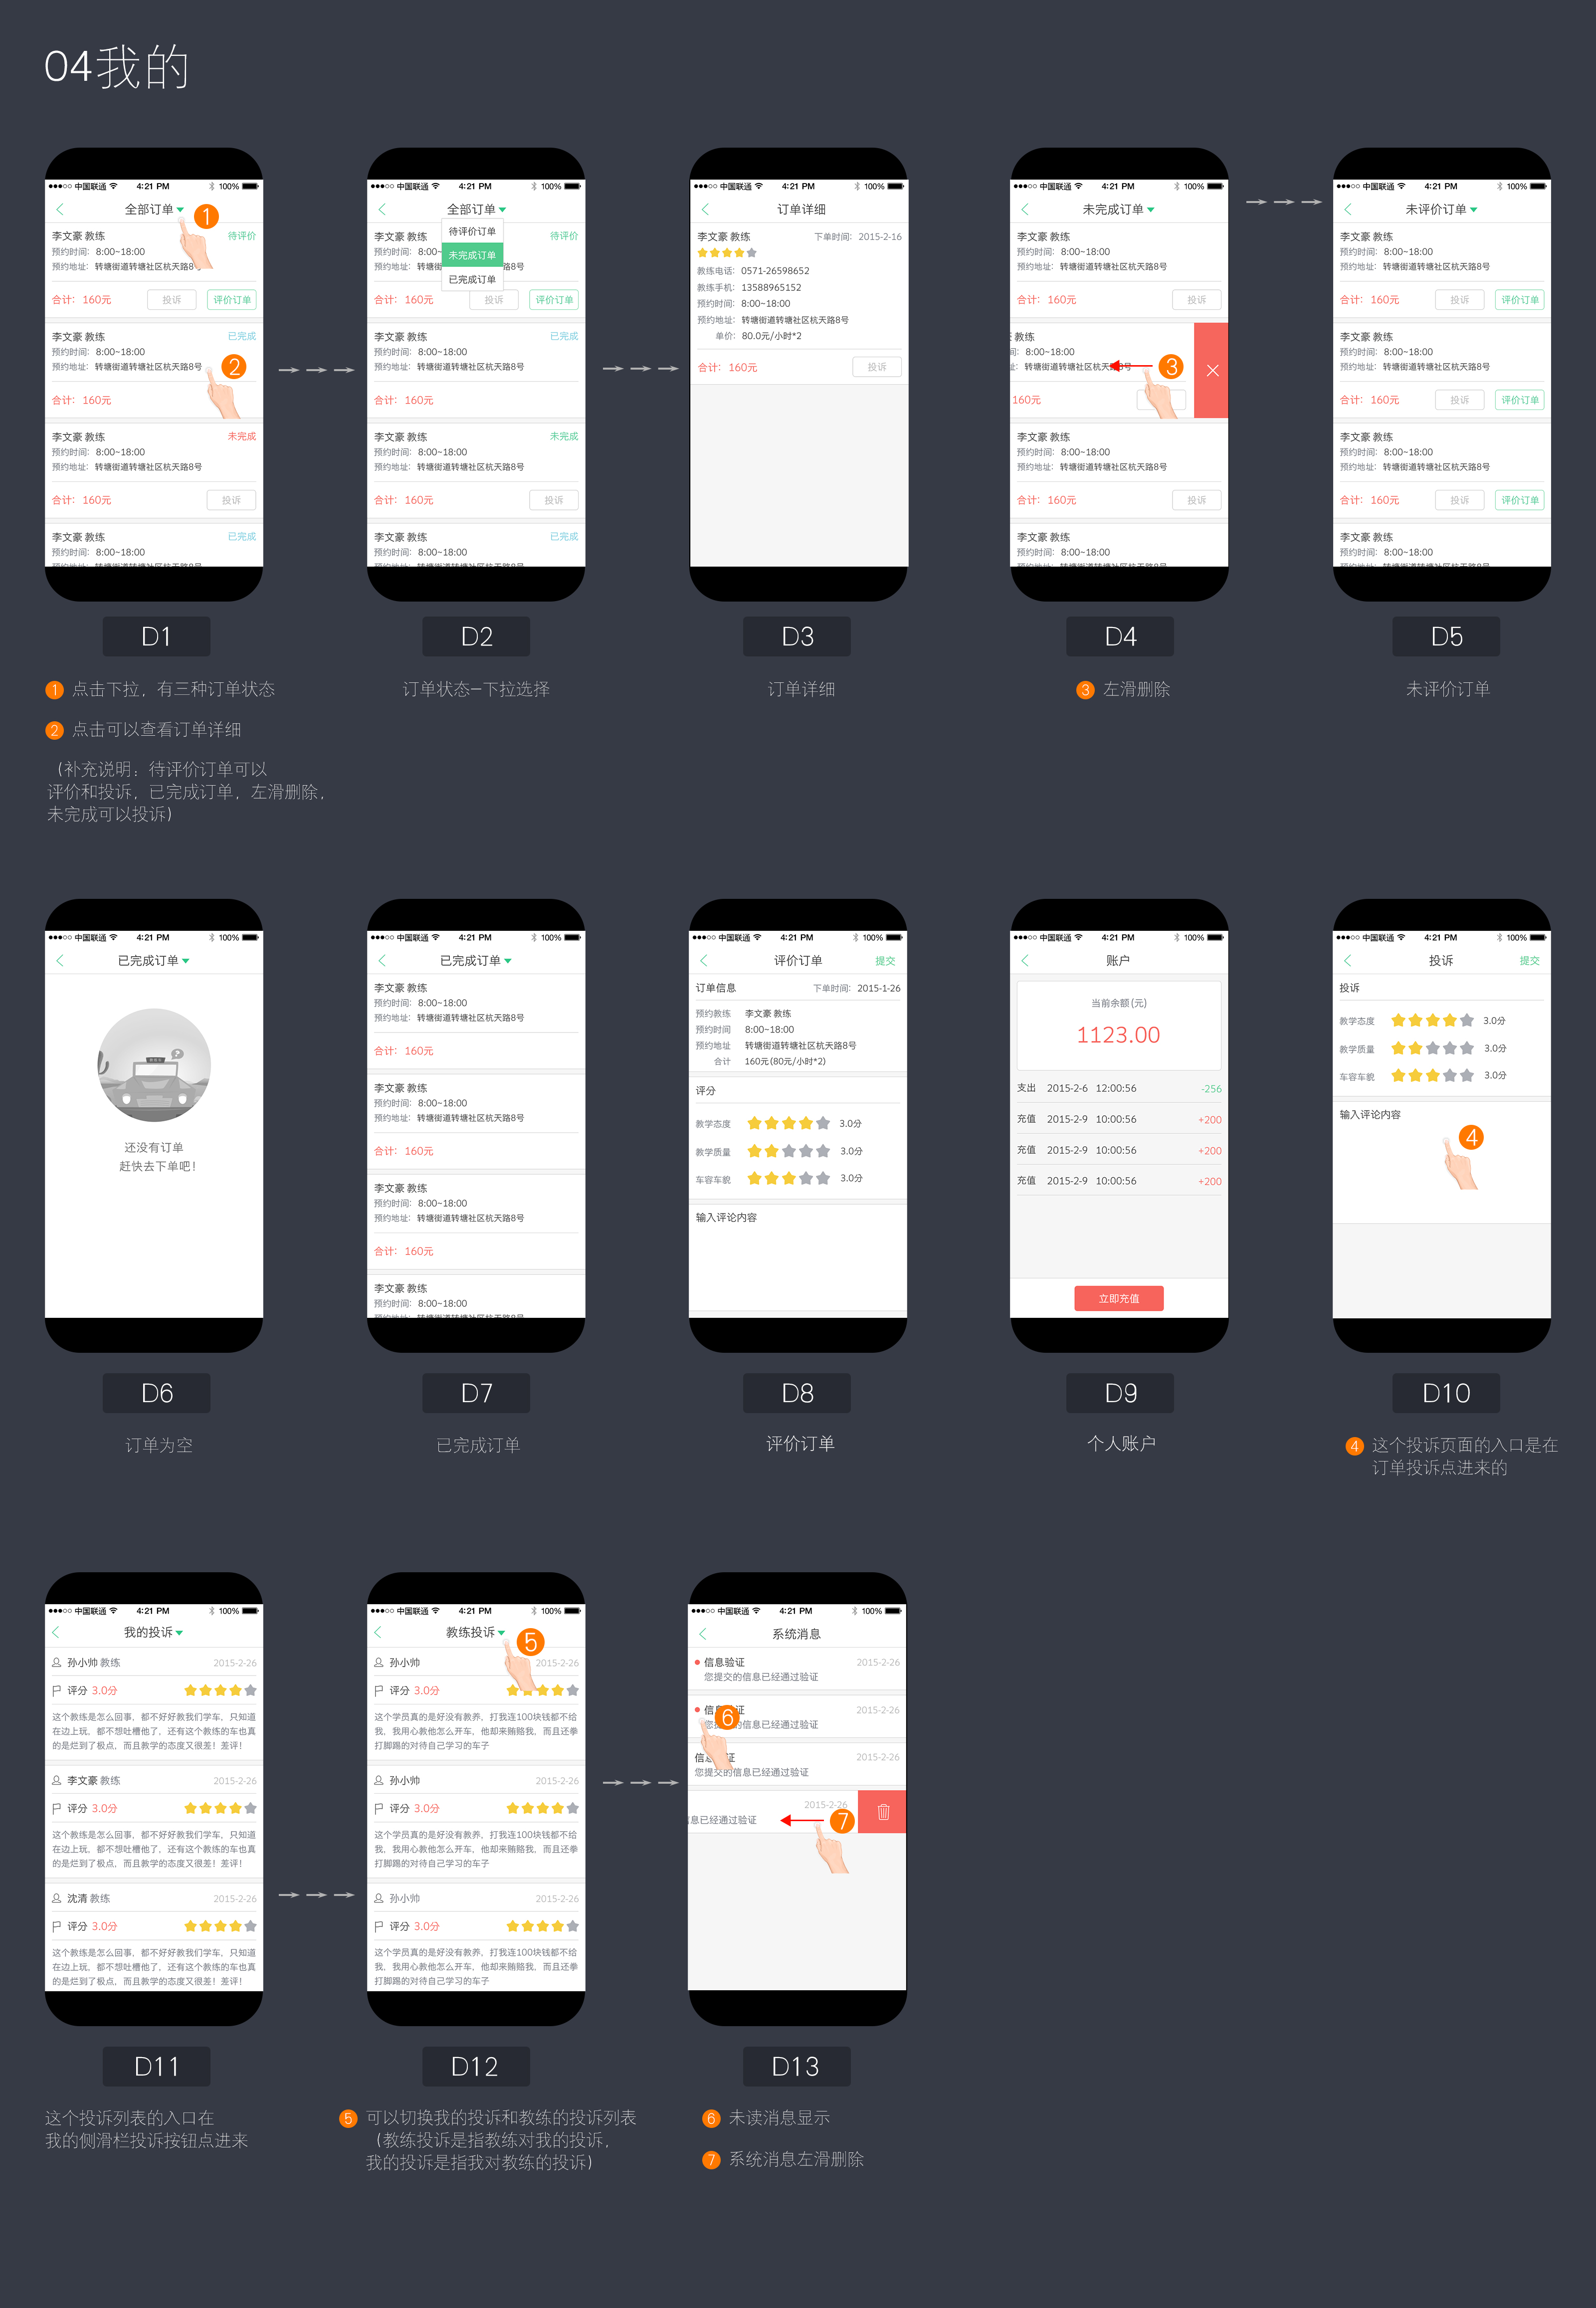 04我的
中国联通 4:21 PM 100%
全部订单
1
李文豪 教练 待评价
预约时间： 8:00~18:00
预约地址： 转塘街道转塘社区杭天路8号
合计： 160元 投诉 评价订单
李文豪 教练 已完成
预约时间： 8:00~18:00
预约地址： 转塘街道转塘社区杭天路8号
2
合计： 160元
李文豪 教练 未完成
预约时间： 8:00~18:00
预约地址： 转塘街道转塘社区杭天路8号
合计： 160元 投诉
李文豪 教练 已完成
预约时间： 8:00~18:00
D1
1 点击下拉，有三种订单状态
2 点击可以查看订单详细
（补充说明：待评价订单可以
评价和投诉，已完成订单，左滑删除，
未完成可以投诉）
中国联通 4:21 PM 100%
全部订单
待评价订单
未完成订单
已完成订单
李文豪 教练 待评价
预约时间： 8:00~
预约地址： 转塘街 社区杭天路8号
合计： 160元 投诉 评价订单
李文豪 教练 已完成
预约时间： 8:00~18:00
预约地址： 转塘街道转塘社区杭天路8号
合计： 160元
李文豪 教练 未完成
预约时间： 8:00~18:00
预约地址： 转塘街道转塘社区杭天路8号
合计： 160元 投诉
李文豪 教练 已完成
预约时间： 8:00~18:00
D2
订单状态-下拉选择
中国联通 4:21 PM 100%
订单详细
李文豪 教练 下单时间： 2015-2-16
教练电话： 0571-26598652
教练手机： 13588965152
预约时间： 8:00~18:00
预约地址： 转塘街道转塘社区杭天路8号
单价： 80.0元/小时*2
合计： 160元 投诉
D3
订单详细
中国联通 4:21 PM 100%
未完成订单
李文豪 教练
预约时间： 8:00~18:00
预约地址： 转塘街道转塘社区杭天路8号
合计： 160元 投诉
教练
间： 8:00~18:00
转塘街道转塘社区杭天路8号
3
160元
李文豪 教练
预约时间： 8:00~18:00
预约地址： 转塘街道转塘社区杭天路8号
合计： 160元 投诉
李文豪 教练
预约时间： 8:00~18:00
D4
3 左滑删除
中国联通 4:21 PM 100%
未评价订单
李文豪 教练
预约时间： 8:00~18:00
预约地址： 转塘街道转塘社区杭天路8号
合计： 160元 投诉 评价订单
李文豪 教练
预约时间： 8:00~18:00
预约地址： 转塘街道转塘社区杭天路8号
合计： 160元 投诉 评价订单
李文豪 教练
预约时间： 8:00~18:00
预约地址： 转塘街道转塘社区杭天路8号
合计： 160元 投诉 评价订单
李文豪 教练
预约时间： 8:00~18:00
D5
未评价订单
中国联通 4:21 PM 100%
已完成订单
还没有订单
赶快去下单吧！
D6
订单为空
中国联通 4:21 PM 100%
已完成订单
李文豪 教练
预约时间： 8:00~18:00
预约地址： 转塘街道转塘社区杭天路8号
合计： 160元
李文豪 教练
预约时间： 8:00~18:00
预约地址： 转塘街道转塘社区杭天路8号
合计： 160元
李文豪 教练
预约时间： 8:00~18:00
预约地址： 转塘街道转塘社区杭天路8号
合计： 160元
李文豪 教练
预约时间： 8:00~18:00
D7
已完成订单
中国联通 4:21 PM 100%
评价订单 提交
订单信息 下单时间： 2015-1-26
预约教练 李文豪 教练
预约时间 8:00~18:00
预约地址 转塘街道转塘社区杭天路8号
合计 160元(80元/小时*2)
评分
教学态度 3.0分
教学质量 3.0分
车容车貌 3.0分
输入评论内容
D8
评价订单
中国联通 4:21 PM 100%
账户
当前余额(元)
1123.00
支出 2015-2-6 12:00:56 -256
充值 2015-2-9 10:00:56 +200
充值 2015-2-9 10:00:56 +200
充值 2015-2-9 10:00:56 +200
立即充值
D9
个人账户
中国联通 4:21 PM 100%
投诉 提交
投诉
教学态度 3.0分
教学质量 3.0分
车容车貌 3.0分
输入评论内容
4
D10
4 这个投诉页面的入口是在
订单投诉点进来的
中国联通 4:21 PM 100%
我的投诉
孙小帅 教练 2015-2-26
评分 3.0分
这个教练是怎么回事，都不好好教我们学车，只知道
在边上玩，都不想吐槽他了，还有这个教练的车也真
的是烂到了极点，而且教学的态度又很差！差评！
李文豪 教练 2015-2-26
评分 3.0分
这个教练是怎么回事，都不好好教我们学车，只知道
在边上玩，都不想吐槽他了，还有这个教练的车也真
的是烂到了极点，而且教学的态度又很差！差评！
沈清 教练 2015-2-26
评分 3.0分
这个教练是怎么回事，都不好好教我们学车，只知道
在边上玩，都不想吐槽他了，还有这个教练的车也真
的是烂到了极点，而且教学的态度又很差！差评！
D11
这个投诉列表的入口在
我的侧滑栏投诉按钮点进来
中国联通 4:21 PM 100%
教练投诉
5
孙小帅 2015-2-26
评分 3.0分
这个学员真的是好没有教养，打我连100块钱都不给
我，我用心教他怎么开车，他却来贿赂我，而且还拳
打脚踢的对待自己学习的车子
孙小帅 2015-2-26
评分 3.0分
这个学员真的是好没有教养，打我连100块钱都不给
我，我用心教他怎么开车，他却来贿赂我，而且还拳
打脚踢的对待自己学习的车子
孙小帅 2015-2-26
评分 3.0分
这个学员真的是好没有教养，打我连100块钱都不给
我，我用心教他怎么开车，他却来贿赂我，而且还拳
打脚踢的对待自己学习的车子
D12
5 可以切换我的投诉和教练的投诉列表
（教练投诉是指教练对我的投诉，
我的投诉是指我对教练的投诉）
中国联通 4:21 PM 100%
系统消息
信息验证 2015-2-26
您提交的信息已经通过验证
信息验证 2015-2-26
6
您提交的信息已经通过验证
信息验证 2015-2-26
您提交的信息已经通过验证
2015-2-26
信息已经通过验证
7
D13
6 未读消息显示
7 系统消息左滑删除